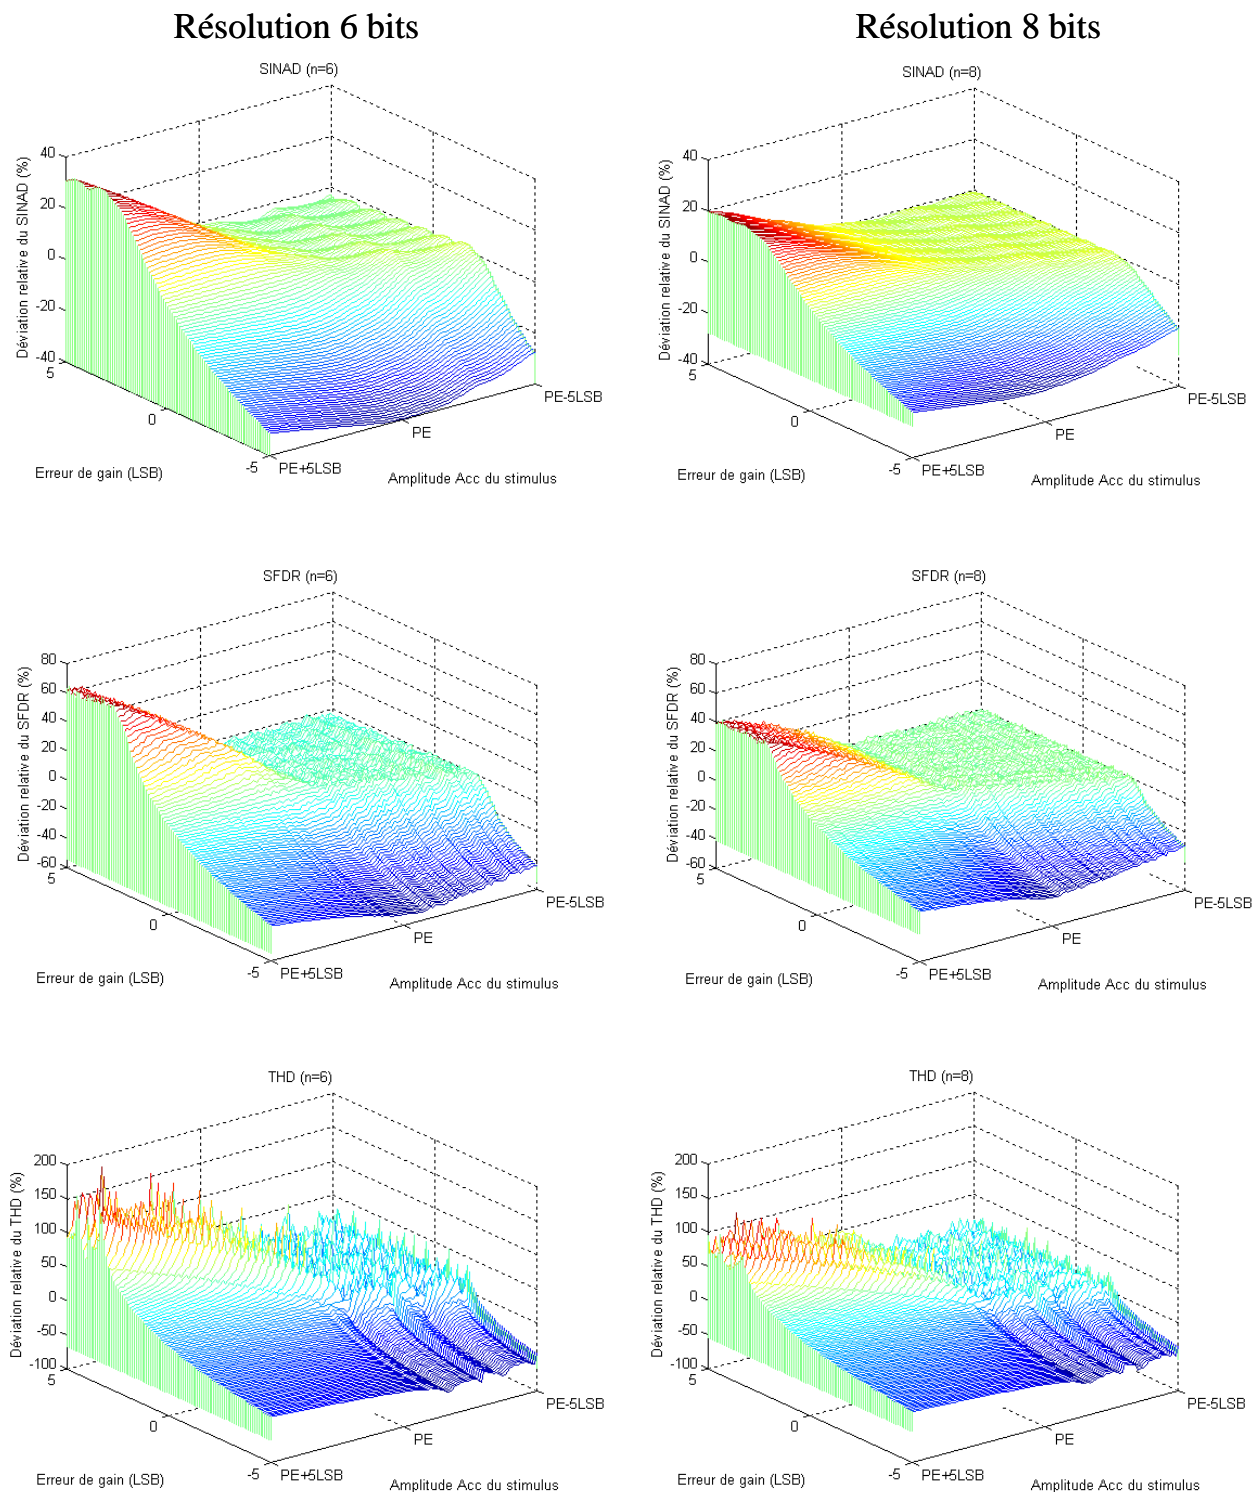 Résolution 6 bits
Résolution 8 bits
SINAD (n=6)
Déviation relative du SINAD (%)
40
20
0
-20
-40
5
0
-5
Erreur de gain (LSB)
PE+5LSB
PE
PE-5LSB
Amplitude Acc du stimulus
SINAD (n=8)
Déviation relative du SINAD (%)
40
20
0
-20
-40
5
0
-5
Erreur de gain (LSB)
PE+5LSB
PE
PE-5LSB
Amplitude Acc du stimulus
SFDR (n=6)
Déviation relative du SFDR (%)
80
60
40
20
0
-20
-40
-60
5
0
-5
Erreur de gain (LSB)
PE+5LSB
PE
PE-5LSB
Amplitude Acc du stimulus
SFDR (n=8)
Déviation relative du SFDR (%)
80
60
40
20
0
-20
-40
-60
5
0
-5
Erreur de gain (LSB)
PE+5LSB
PE
PE-5LSB
Amplitude Acc du stimulus
THD (n=6)
Déviation relative du THD (%)
200
150
100
50
0
-50
-100
5
0
-5
Erreur de gain (LSB)
PE+5LSB
PE
PE-5LSB
Amplitude Acc du stimulus
THD (n=8)
Déviation relative du THD (%)
200
150
100
50
0
-50
-100
5
0
-5
Erreur de gain (LSB)
PE+5LSB
PE
PE-5LSB
Amplitude Acc du stimulus